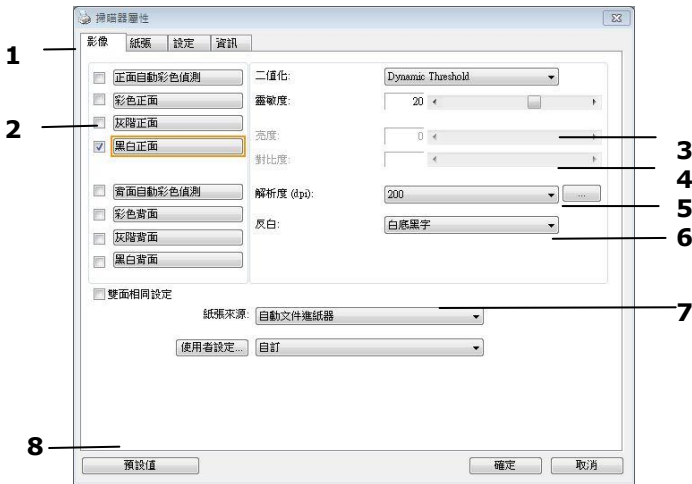 掃瞄器屬性
影像 紙張 設定 資訊
1
正面自動彩色偵測
彩色正面
2
灰階正面
黑白正面
背面自動彩色偵測
彩色背面
灰階背面
黑白背面
二值化: Dynamic Threshold
靈敏度: 20
亮度: 0
3
對比度:
4
解析度 (dpi): 200 ...
5
反白: 白底黑字
6
雙面相同設定
紙張來源: 自動文件進紙器
7
使用者設定... 自訂
8
預設值 確定 取消